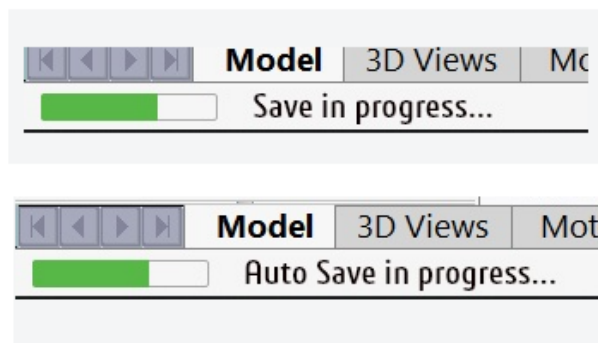 Model 3D Views
Save in progress...
Model 3D Views
Auto Save in progress...